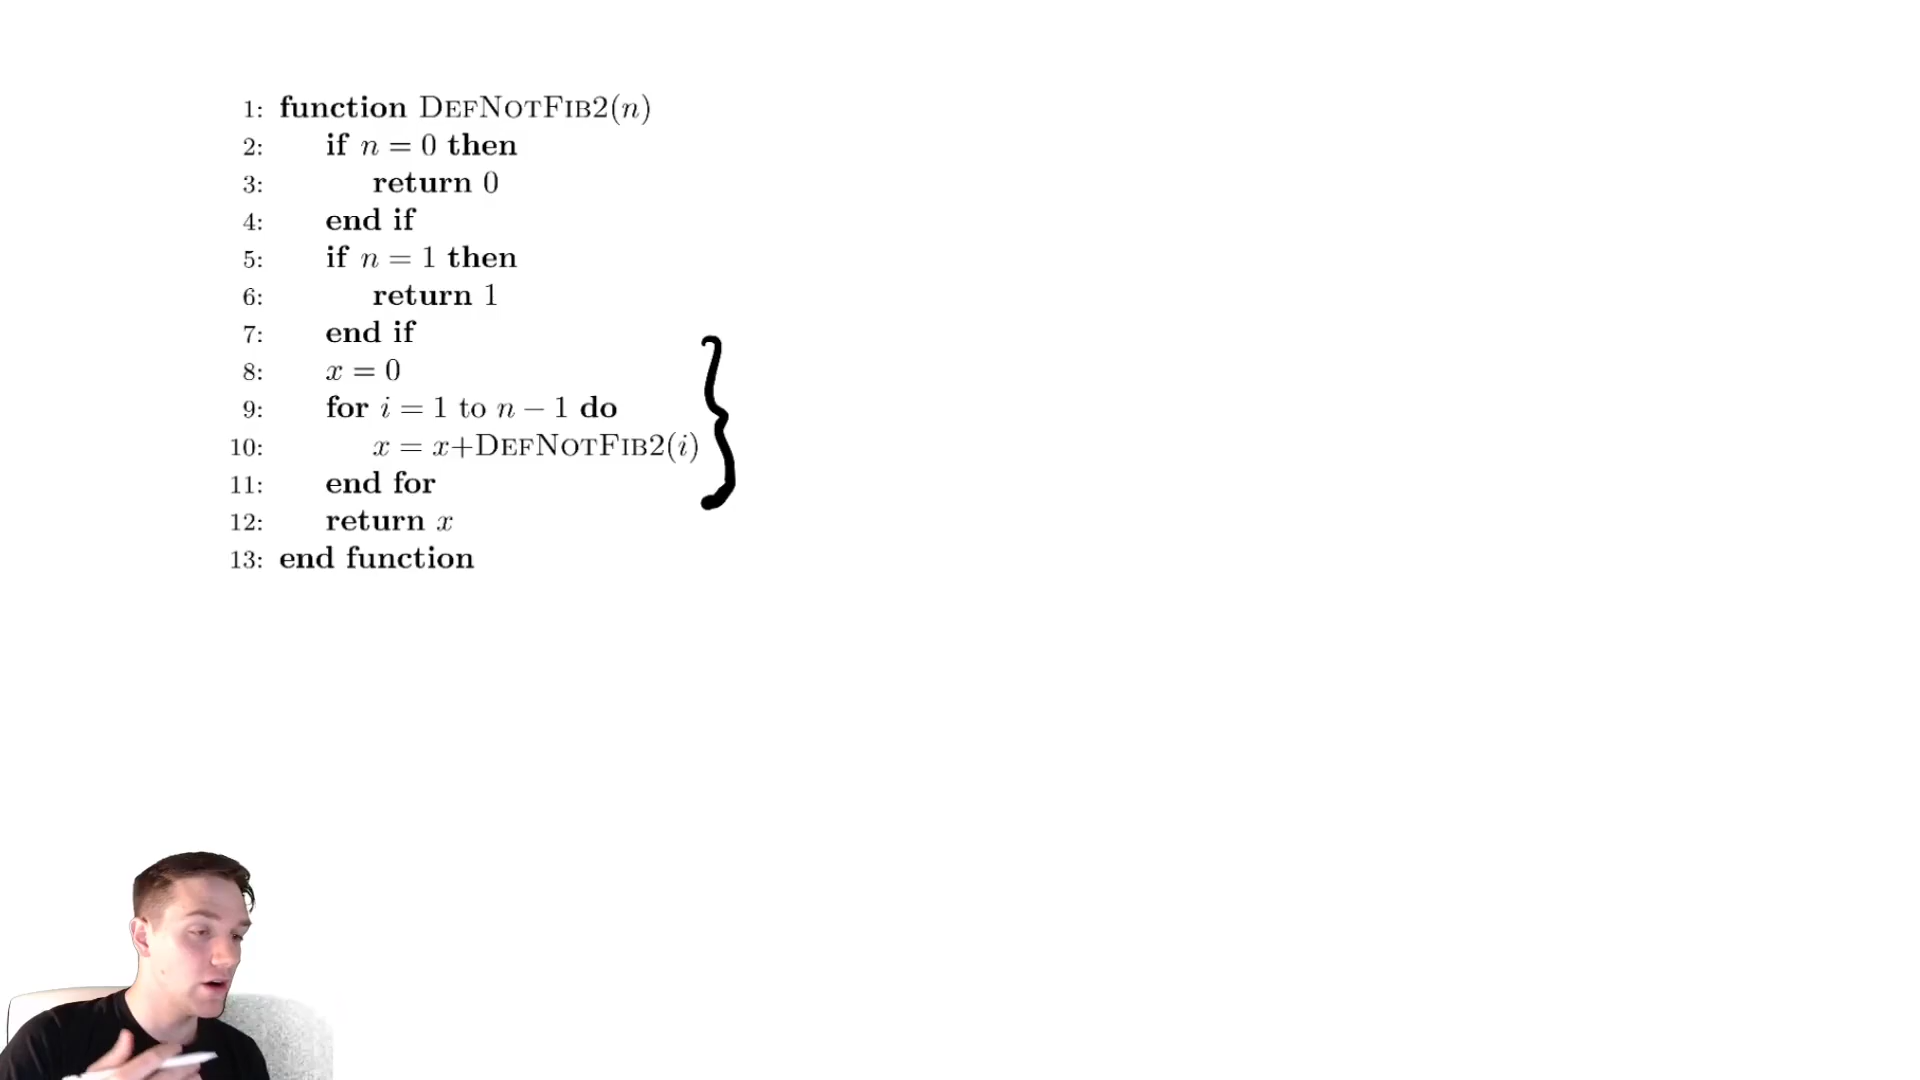 1: function DefNotFib2(n)
2: if n = 0 then
3: return 0
4: end if
5: if n = 1 then
6: return 1
7: end if
8: x = 0
9: for i = 1 to n − 1 do
10: x = x+DefNotFib2(i)
11: end for
12: return x
13: end function